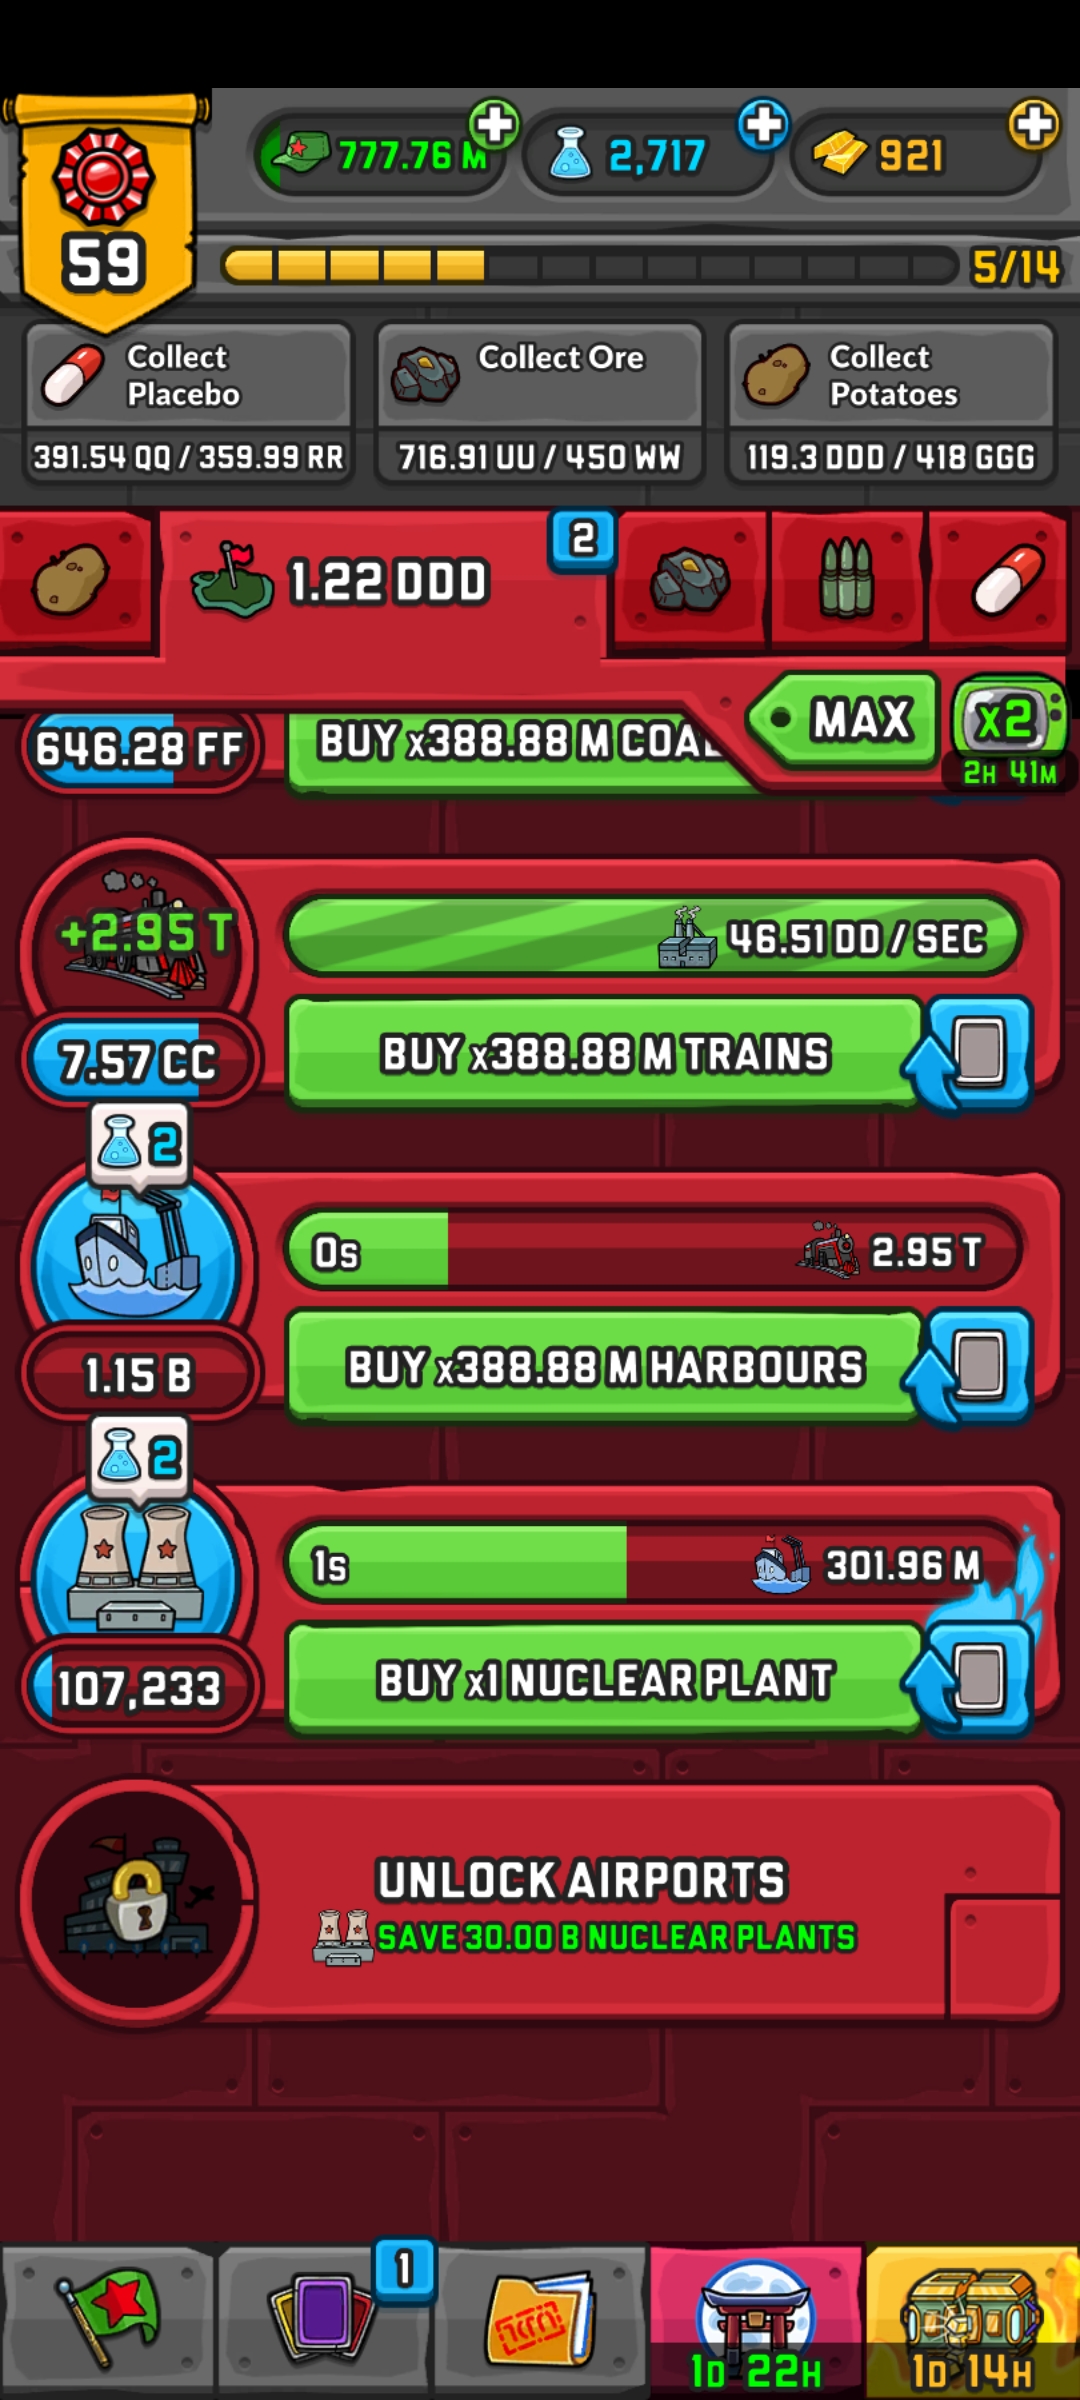 777.76 M
2,717
921
59
5/14
Collect
Placebo
391.54 QQ / 359.99 RR
Collect Ore
716.91 UU / 450 WW
Collect
Potatoes
119.3 DDD / 418 GGG
1.22 DDD
2
MAX
x2
2H 41M
646.28 FF
BUY x388.88 M COAL
+2.95 T
46.51 DD / SEC
7.57 CC
BUY x388.88 M TRAINS
2
0s
2.95 T
1.15 B
BUY x388.88 M HARBOURS
2
1s
301.96 M
107,233
BUY x1 NUCLEAR PLANT
UNLOCK AIRPORTS
SAVE 30.00 B NUCLEAR PLANTS
1
1D 22H
1D 14H